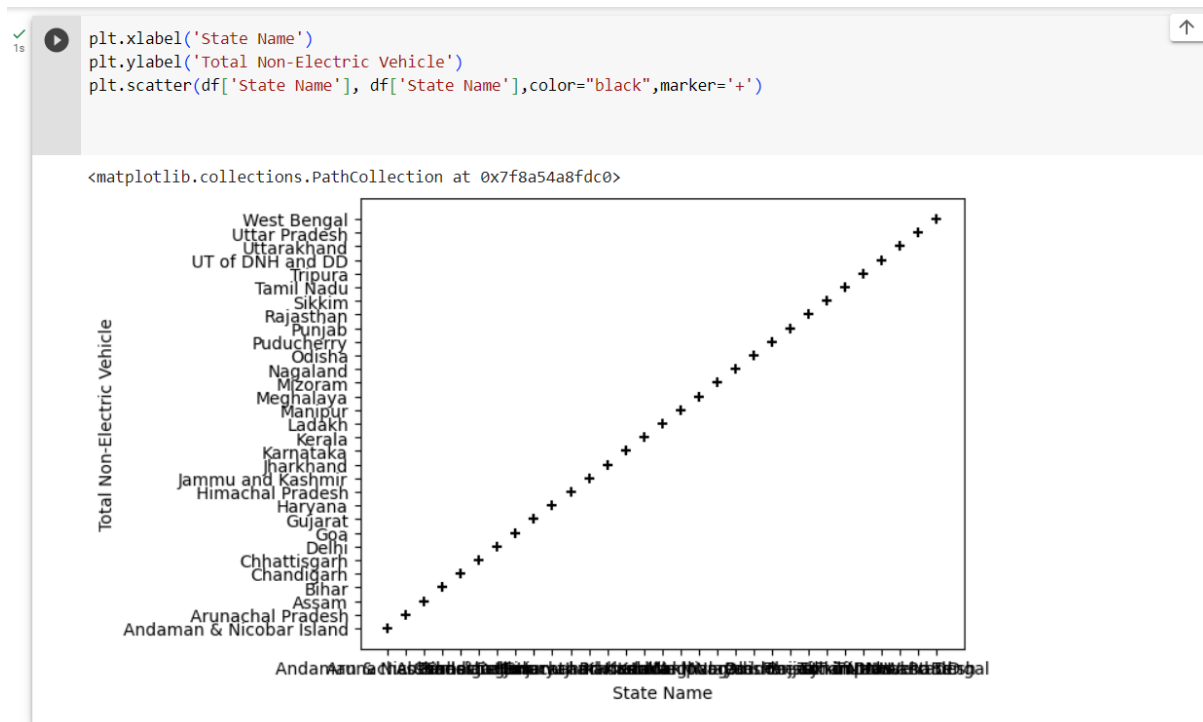 1s
plt.xlabel('State Name')
plt.ylabel('Total Non-Electric Vehicle')
plt.scatter(df['State Name'], df['State Name'],color="black",marker='+')
<matplotlib.collections.PathCollection at 0x7f8a54a8fdc0>
West Bengal
Uttar Pradesh
Uttarakhand
UT of DNH and DD
Tripura
Tamil Nadu
Sikkim
Rajasthan
Punjab
Puducherry
Odisha
Nagaland
Mizoram
Meghalaya
Manipur
Ladakh
Kerala
Karnataka
Jharkhand
Jammu and Kashmir
Himachal Pradesh
Haryana
Gujarat
Goa
Delhi
Chhattisgarh
Chandigarh
Bihar
Assam
Arunachal Pradesh
Andaman & Nicobar Island
Total Non-Electric Vehicle
State Name